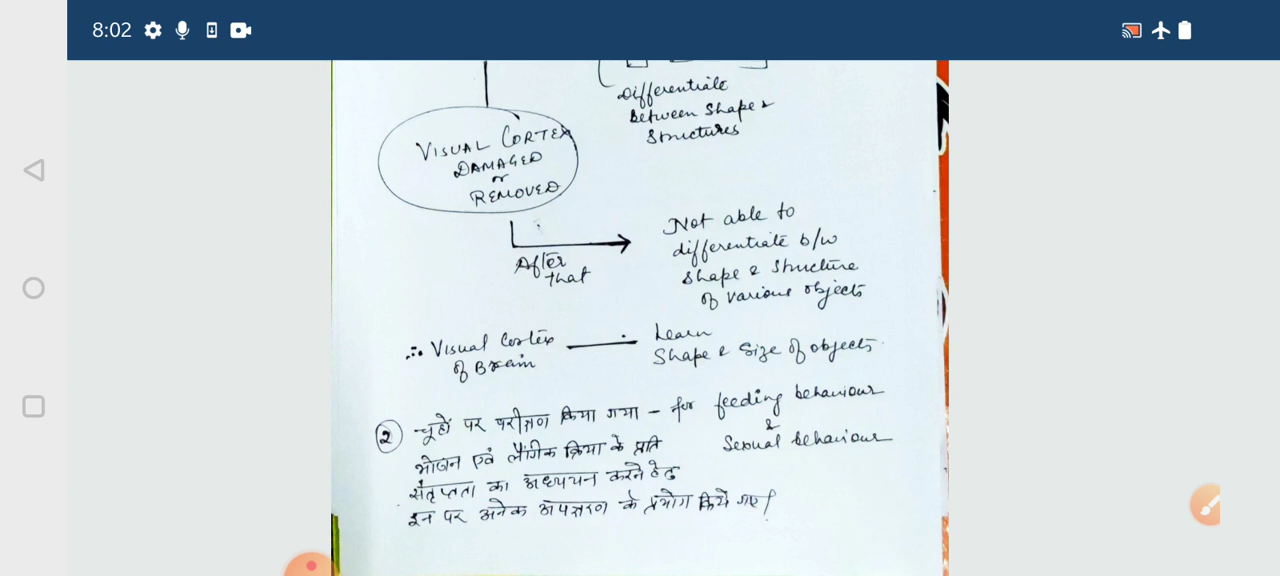 8:02
Differentiate
Between Shape &
Structures
VISUAL CORTEX
DAMAGED
or
REMOVED
After
that
Not able to
differentiate b/w
Shape & Structure
of various objects
∴ Visual Cortex
of Brain
Learn
Shape & Size of objects.
② चूहों पर परीक्षण किया गया – for feeding behaviour
&
Sexual behaviour
भोजन एवं लैंगिक क्रिया के प्रति
संतृप्तता का अध्ययन करने हेतु
इन पर अनेक अपक्षरण के प्रयोग किये गए।